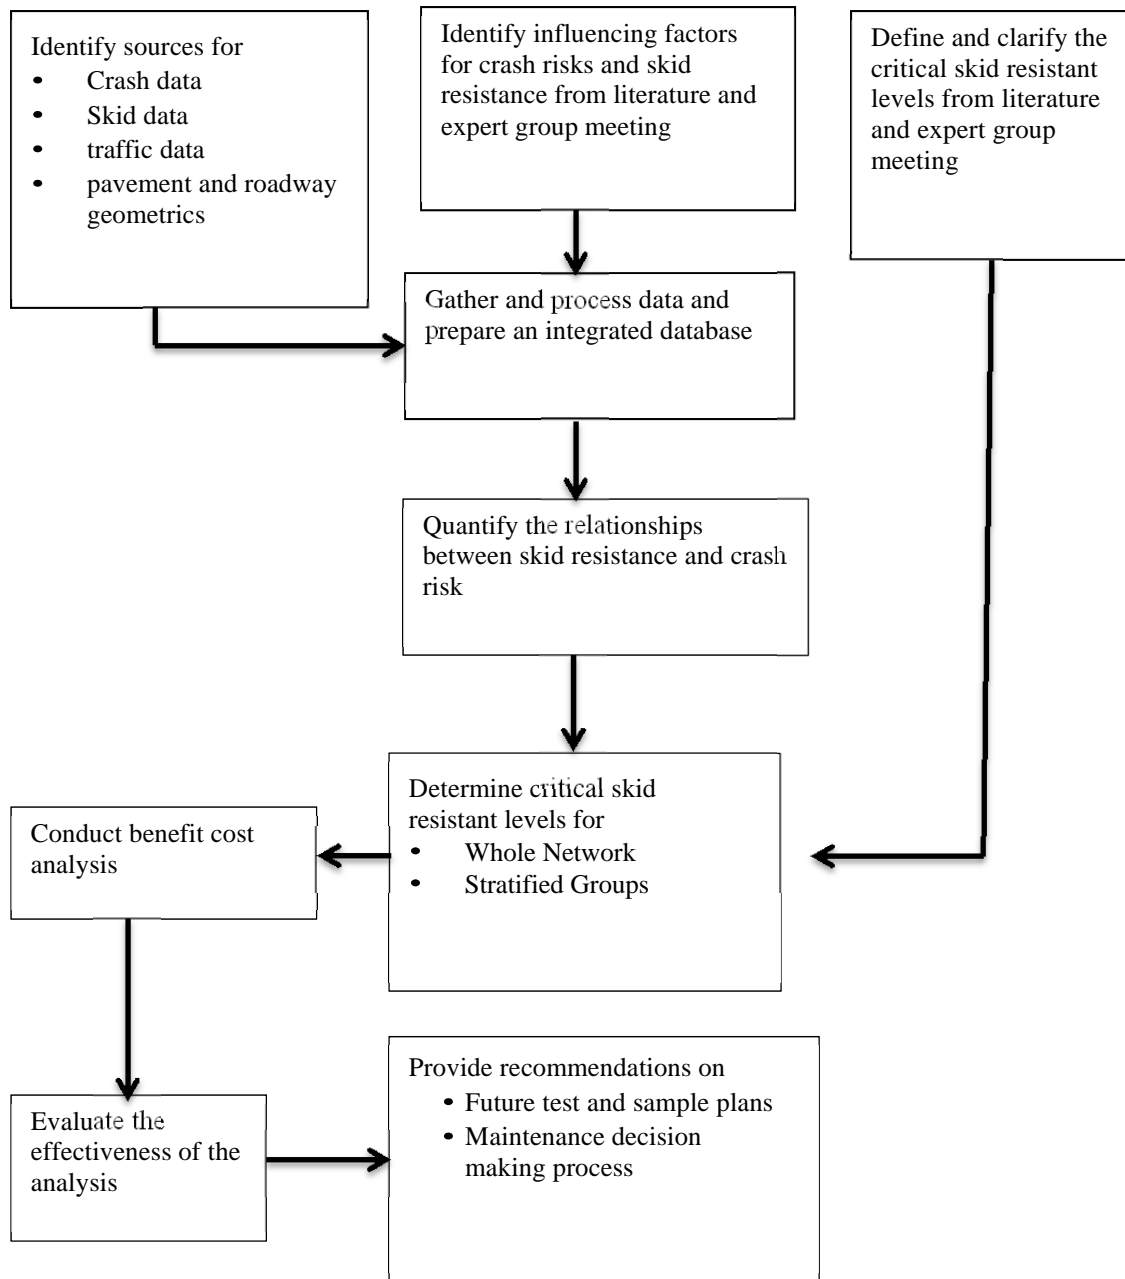 Identify sources for
• Crash data
• Skid data
• traffic data
• pavement and roadway
geometrics
Identify influencing factors
for crash risks and skid
resistance from literature and
expert group meeting
Define and clarify the
critical skid resistant
levels from literature
and expert group
meeting
Gather and process data and
prepare an integrated database
Quantify the relationships
between skid resistance and crash
risk
Determine critical skid
resistant levels for
• Whole Network
• Stratified Groups
Conduct benefit cost
analysis
Evaluate the
effectiveness of the
analysis
Provide recommendations on
• Future test and sample plans
• Maintenance decision
making process